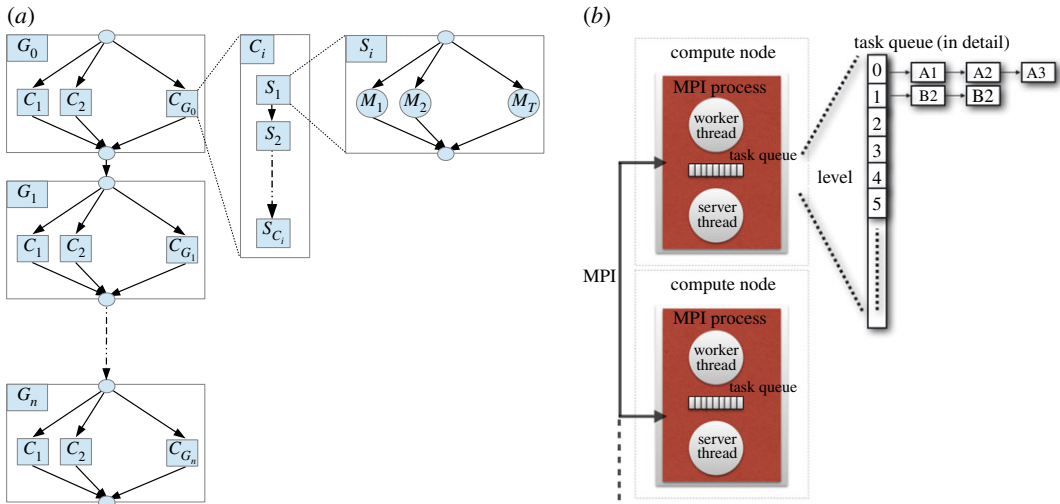 (a)
G0
C1
C2
CG0
Ci
S1
S2
SCi
Si
M1
M2
MT
G1
C1
C2
CG1
Gn
C1
C2
CGn
(b)
compute node
MPI process
worker
thread
task queue
server
thread
MPI
compute node
MPI process
worker
thread
task queue
server
thread
task queue (in detail)
level
0 A1 A2 A3
1 B2 B2
2
3
4
5